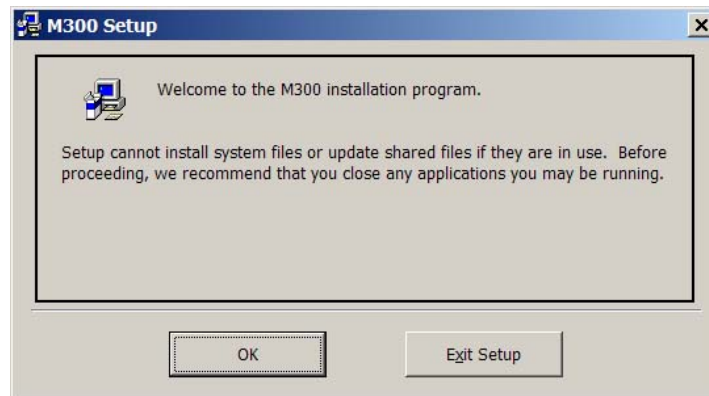 M300 Setup
Welcome to the M300 installation program.
Setup cannot install system files or update shared files if they are in use.  Before
proceeding, we recommend that you close any applications you may be running.
OK
Exit Setup